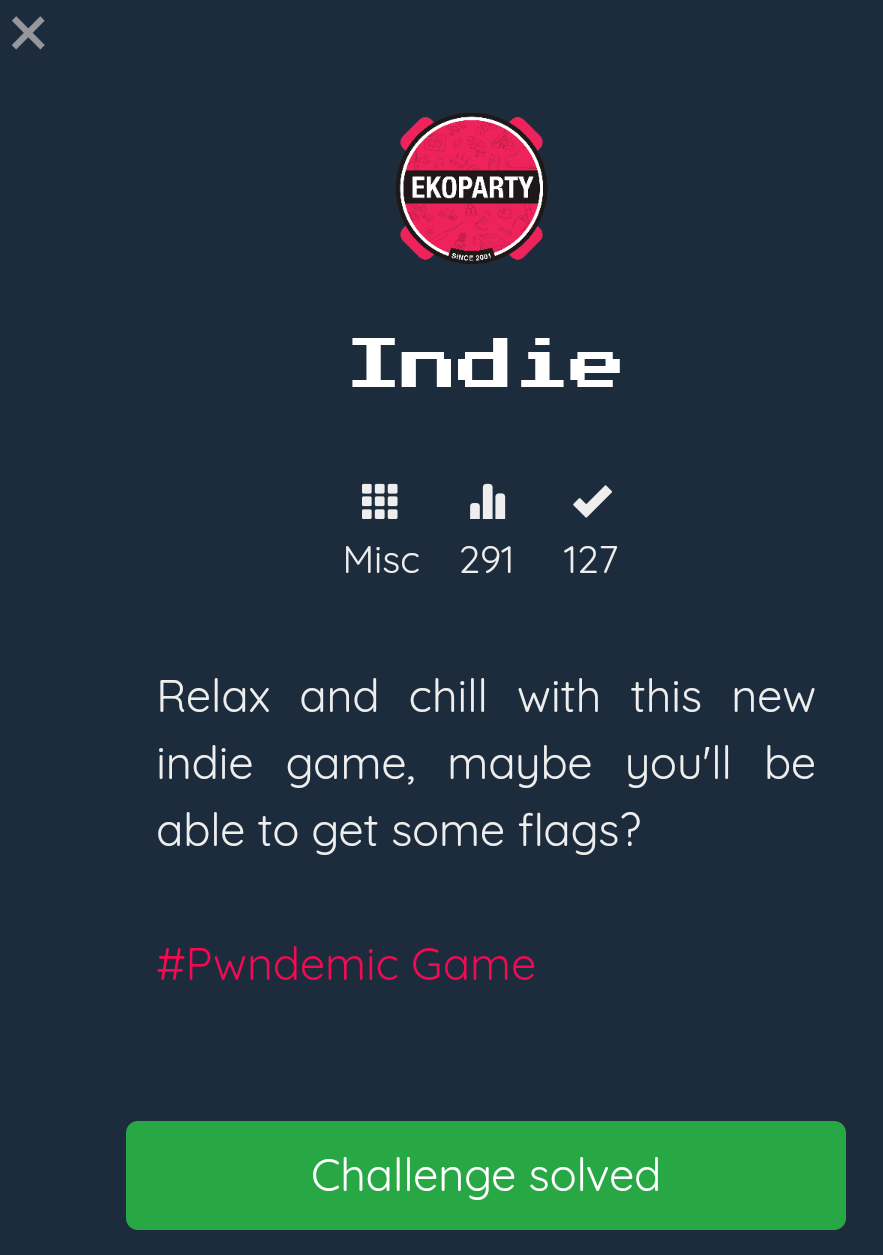 EKOPARTY
SINCE 2001
Indie
Misc 291 127
Relax and chill with this new
indie game, maybe you'll be
able to get some flags?
#Pwndemic Game
Challenge solved